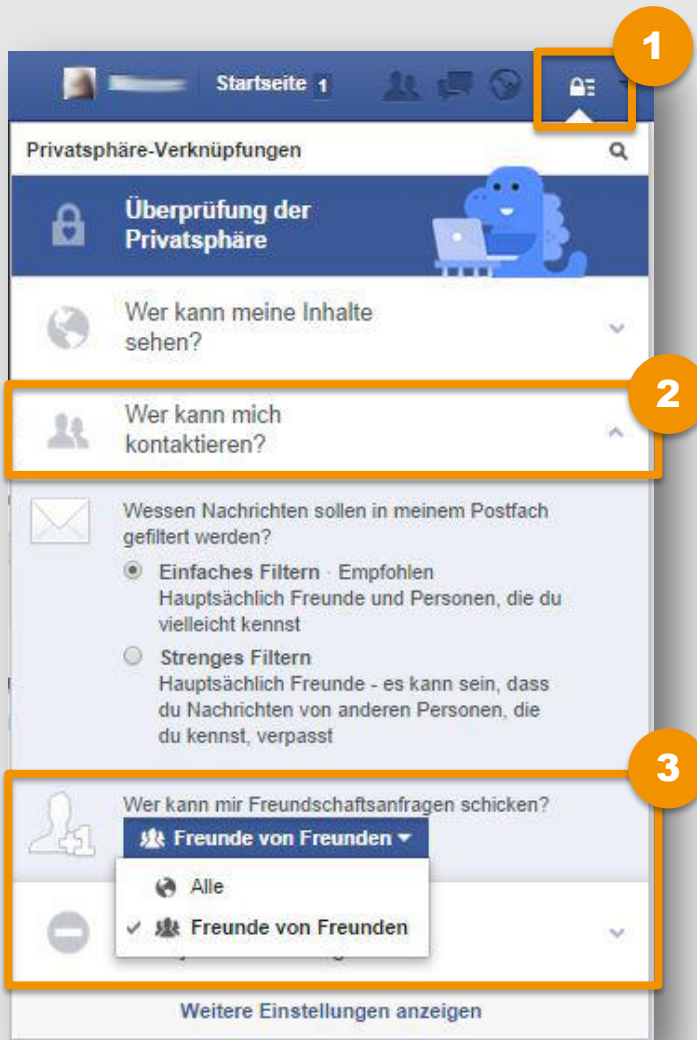 1
Startseite 1
Privatsphäre-Verknüpfungen
Überprüfung der
Privatsphäre
Wer kann meine Inhalte
sehen?
2
Wer kann mich
kontaktieren?
Wessen Nachrichten sollen in meinem Postfach
gefiltert werden?
Einfaches Filtern · Empfohlen
Hauptsächlich Freunde und Personen, die du
vielleicht kennst
Strenges Filtern
Hauptsächlich Freunde - es kann sein, dass
du Nachrichten von anderen Personen, die
du kennst, verpasst
3
Wer kann mir Freundschaftsanfragen schicken?
+1
Freunde von Freunden
Alle
Freunde von Freunden
Weitere Einstellungen anzeigen